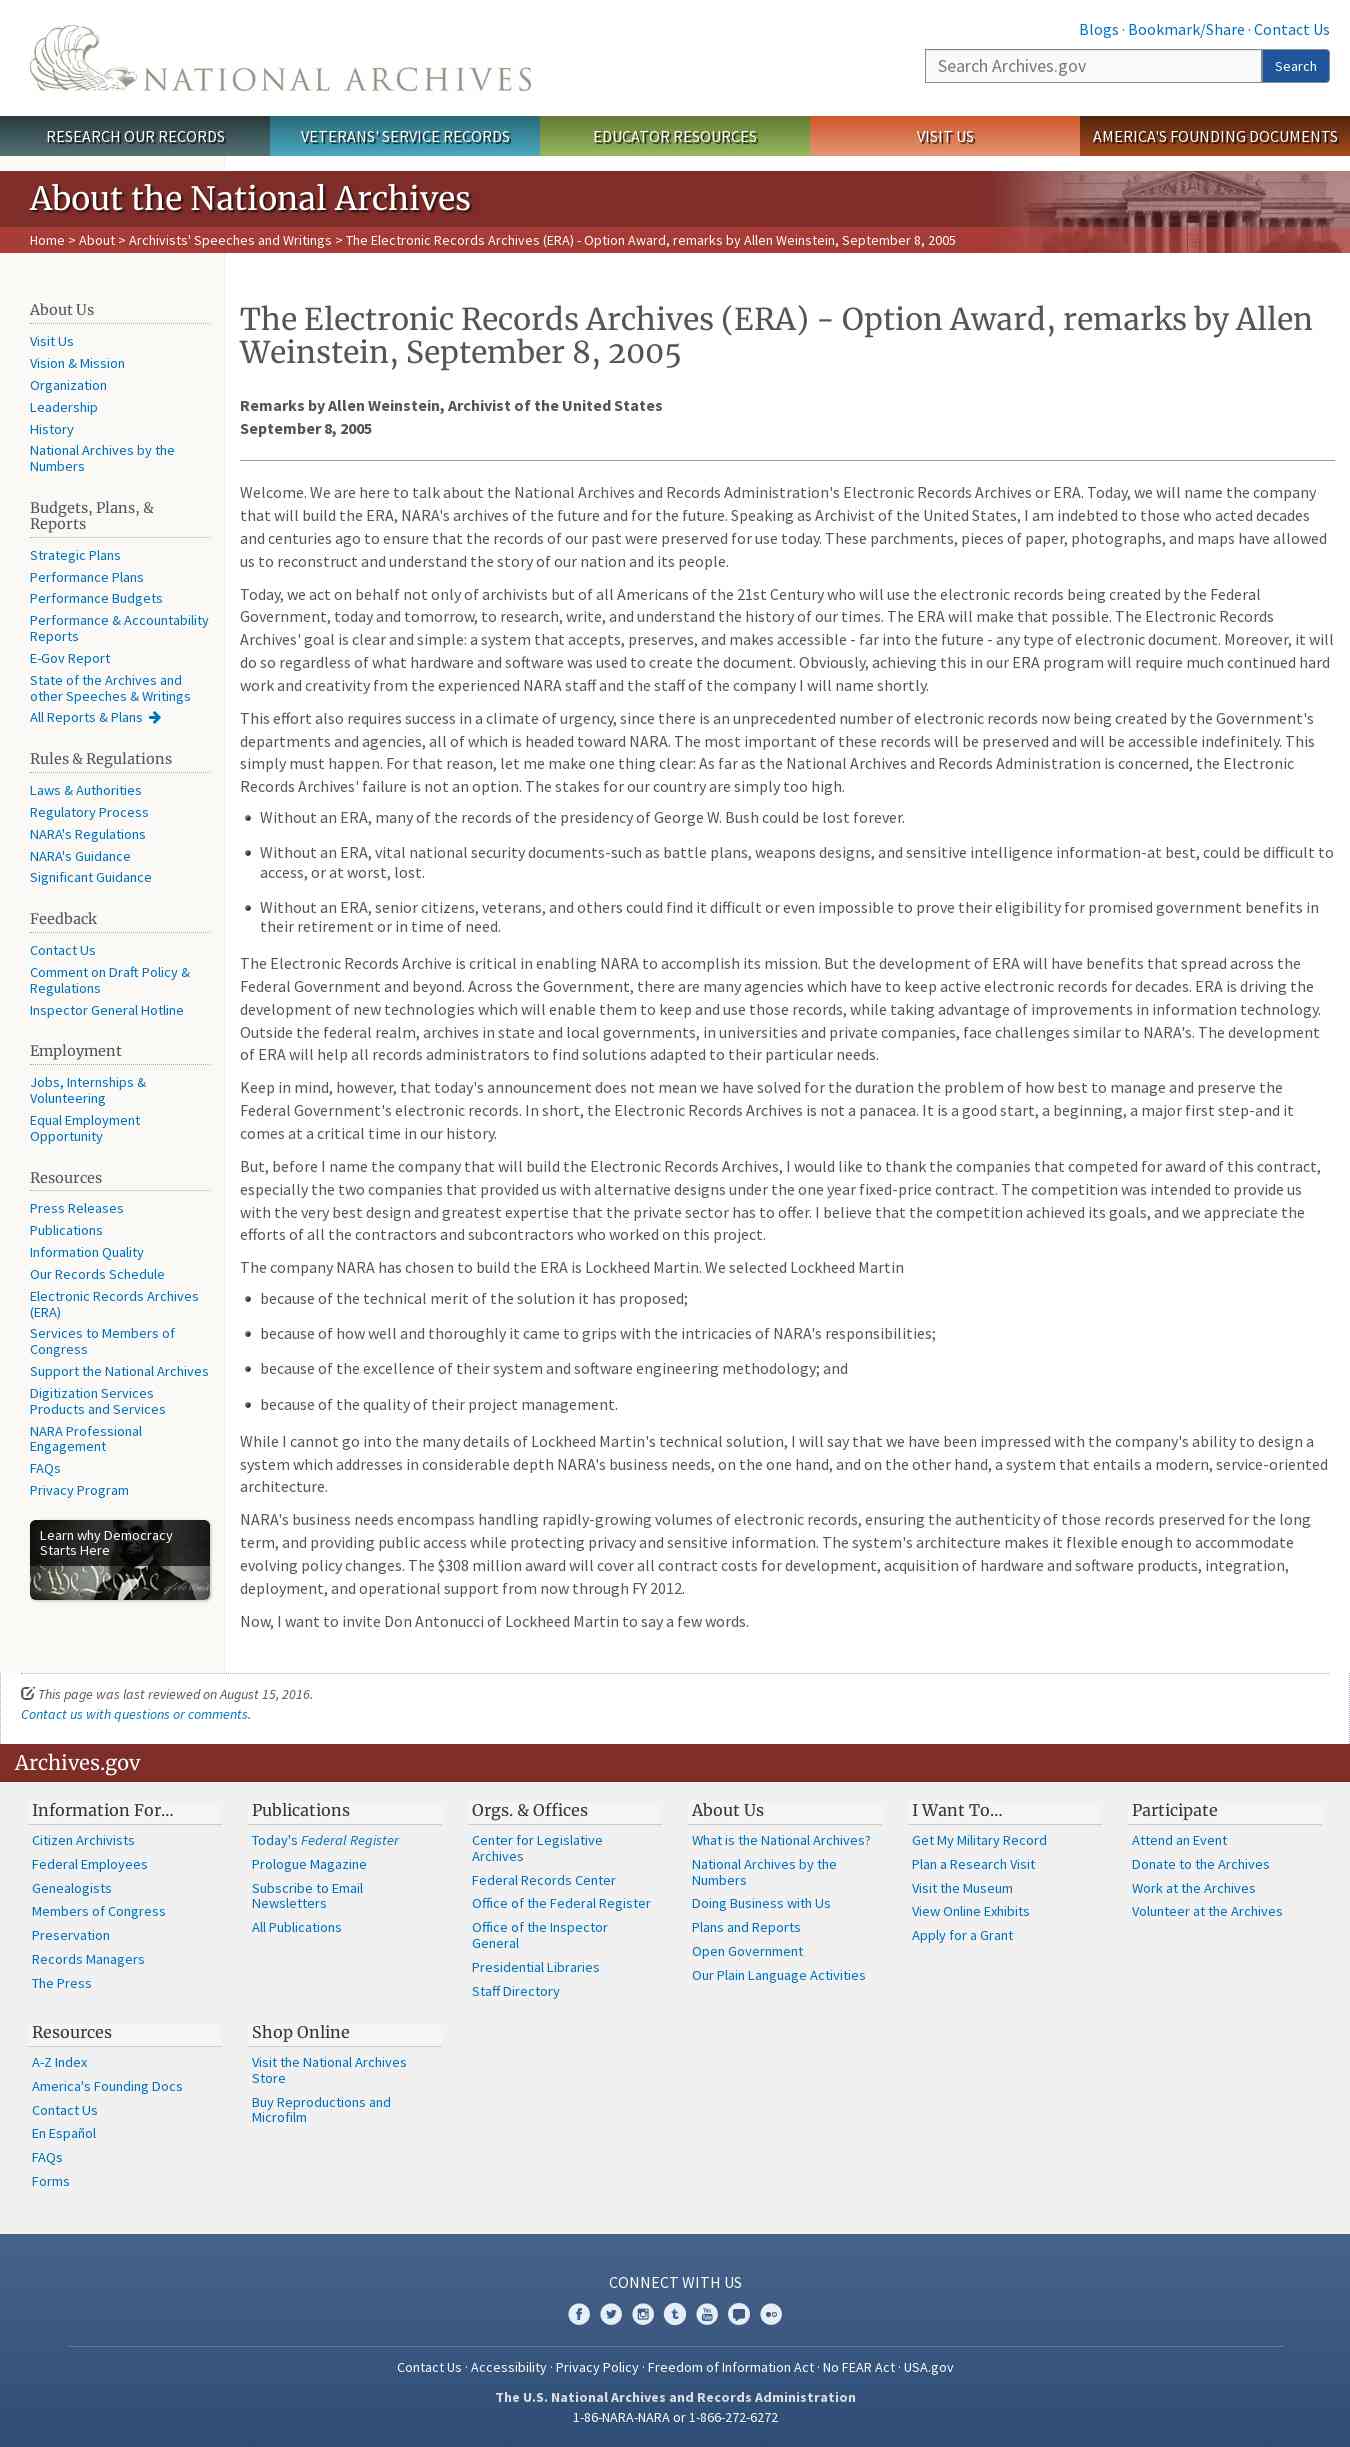 NATIONAL ARCHIVES
Blogs · Bookmark/Share · Contact Us
Search Archives.gov
Search
RESEARCH OUR RECORDS
VETERANS' SERVICE RECORDS
EDUCATOR RESOURCES
VISIT US
AMERICA'S FOUNDING DOCUMENTS
About the National Archives
Home > About > Archivists' Speeches and Writings > The Electronic Records Archives (ERA) - Option Award, remarks by Allen Weinstein, September 8, 2005
About Us
Visit Us
Vision & Mission
Organization
Leadership
History
National Archives by the
Numbers
Budgets, Plans, &
Reports
Strategic Plans
Performance Plans
Performance Budgets
Performance & Accountability
Reports
E-Gov Report
State of the Archives and
other Speeches & Writings
All Reports & Plans
Rules & Regulations
Laws & Authorities
Regulatory Process
NARA's Regulations
NARA's Guidance
Significant Guidance
Feedback
Contact Us
Comment on Draft Policy &
Regulations
Inspector General Hotline
Employment
Jobs, Internships &
Volunteering
Equal Employment
Opportunity
Resources
Press Releases
Publications
Information Quality
Our Records Schedule
Electronic Records Archives
(ERA)
Services to Members of
Congress
Support the National Archives
Digitization Services
Products and Services
NARA Professional
Engagement
FAQs
Privacy Program
Learn why Democracy
Starts Here
e the People
The Electronic Records Archives (ERA) - Option Award, remarks by Allen
Weinstein, September 8, 2005
Remarks by Allen Weinstein, Archivist of the United States
September 8, 2005
Welcome. We are here to talk about the National Archives and Records Administration's Electronic Records Archives or ERA. Today, we will name the company
that will build the ERA, NARA's archives of the future and for the future. Speaking as Archivist of the United States, I am indebted to those who acted decades
and centuries ago to ensure that the records of our past were preserved for use today. These parchments, pieces of paper, photographs, and maps have allowed
us to reconstruct and understand the story of our nation and its people.
Today, we act on behalf not only of archivists but of all Americans of the 21st Century who will use the electronic records being created by the Federal
Government, today and tomorrow, to research, write, and understand the history of our times. The ERA will make that possible. The Electronic Records
Archives' goal is clear and simple: a system that accepts, preserves, and makes accessible - far into the future - any type of electronic document. Moreover, it will
do so regardless of what hardware and software was used to create the document. Obviously, achieving this in our ERA program will require much continued hard
work and creativity from the experienced NARA staff and the staff of the company I will name shortly.
This effort also requires success in a climate of urgency, since there is an unprecedented number of electronic records now being created by the Government's
departments and agencies, all of which is headed toward NARA. The most important of these records will be preserved and will be accessible indefinitely. This
simply must happen. For that reason, let me make one thing clear: As far as the National Archives and Records Administration is concerned, the Electronic
Records Archives' failure is not an option. The stakes for our country are simply too high.
• Without an ERA, many of the records of the presidency of George W. Bush could be lost forever.
• Without an ERA, vital national security documents-such as battle plans, weapons designs, and sensitive intelligence information-at best, could be difficult to
access, or at worst, lost.
• Without an ERA, senior citizens, veterans, and others could find it difficult or even impossible to prove their eligibility for promised government benefits in
their retirement or in time of need.
The Electronic Records Archive is critical in enabling NARA to accomplish its mission. But the development of ERA will have benefits that spread across the
Federal Government and beyond. Across the Government, there are many agencies which have to keep active electronic records for decades. ERA is driving the
development of new technologies which will enable them to keep and use those records, while taking advantage of improvements in information technology.
Outside the federal realm, archives in state and local governments, in universities and private companies, face challenges similar to NARA's. The development
of ERA will help all records administrators to find solutions adapted to their particular needs.
Keep in mind, however, that today's announcement does not mean we have solved for the duration the problem of how best to manage and preserve the
Federal Government's electronic records. In short, the Electronic Records Archives is not a panacea. It is a good start, a beginning, a major first step-and it
comes at a critical time in our history.
But, before I name the company that will build the Electronic Records Archives, I would like to thank the companies that competed for award of this contract,
especially the two companies that provided us with alternative designs under the one year fixed-price contract. The competition was intended to provide us
with the very best design and greatest expertise that the private sector has to offer. I believe that the competition achieved its goals, and we appreciate the
efforts of all the contractors and subcontractors who worked on this project.
The company NARA has chosen to build the ERA is Lockheed Martin. We selected Lockheed Martin
• because of the technical merit of the solution it has proposed;
• because of how well and thoroughly it came to grips with the intricacies of NARA's responsibilities;
• because of the excellence of their system and software engineering methodology; and
• because of the quality of their project management.
While I cannot go into the many details of Lockheed Martin's technical solution, I will say that we have been impressed with the company's ability to design a
system which addresses in considerable depth NARA's business needs, on the one hand, and on the other hand, a system that entails a modern, service-oriented
architecture.
NARA's business needs encompass handling rapidly-growing volumes of electronic records, ensuring the authenticity of those records preserved for the long
term, and providing public access while protecting privacy and sensitive information. The system's architecture makes it flexible enough to accommodate
evolving policy changes. The $308 million award will cover all contract costs for development, acquisition of hardware and software products, integration,
deployment, and operational support from now through FY 2012.
Now, I want to invite Don Antonucci of Lockheed Martin to say a few words.
This page was last reviewed on August 15, 2016.
Contact us with questions or comments.
Archives.gov
Information For…
Citizen Archivists
Federal Employees
Genealogists
Members of Congress
Preservation
Records Managers
The Press
Publications
Today's Federal Register
Prologue Magazine
Subscribe to Email
Newsletters
All Publications
Orgs. & Offices
Center for Legislative
Archives
Federal Records Center
Office of the Federal Register
Office of the Inspector
General
Presidential Libraries
Staff Directory
About Us
What is the National Archives?
National Archives by the
Numbers
Doing Business with Us
Plans and Reports
Open Government
Our Plain Language Activities
I Want To…
Get My Military Record
Plan a Research Visit
Visit the Museum
View Online Exhibits
Apply for a Grant
Participate
Attend an Event
Donate to the Archives
Work at the Archives
Volunteer at the Archives
Resources
A-Z Index
America's Founding Docs
Contact Us
En Español
FAQs
Forms
Shop Online
Visit the National Archives
Store
Buy Reproductions and
Microfilm
CONNECT WITH US
Contact Us · Accessibility · Privacy Policy · Freedom of Information Act · No FEAR Act · USA.gov
The U.S. National Archives and Records Administration
1-86-NARA-NARA or 1-866-272-6272